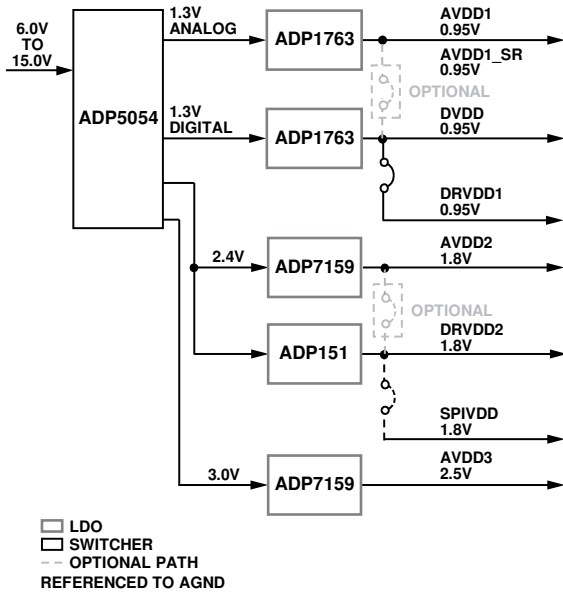 6.0V
TO
15.0V
ADP5054
1.3V
ANALOG
ADP1763
AVDD1
0.95V
AVDD1_SR
0.95V
OPTIONAL
1.3V
DIGITAL
ADP1763
DVDD
0.95V
DRVDD1
0.95V
2.4V
ADP7159
AVDD2
1.8V
OPTIONAL
ADP151
DRVDD2
1.8V
SPIVDD
1.8V
3.0V
ADP7159
AVDD3
2.5V
LDO
SWITCHER
OPTIONAL PATH
REFERENCED TO AGND